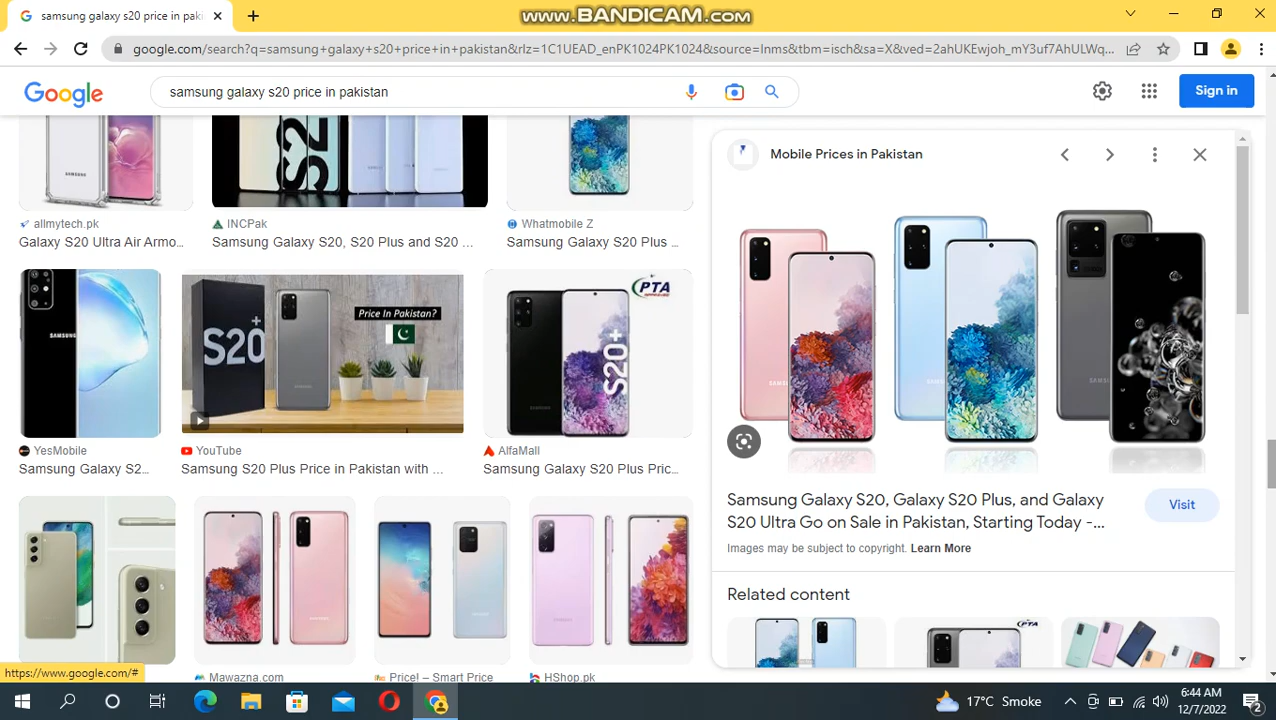 samsung galaxy s20 price in paki
www.BANDICAM.com
google.com/search?q=samsung+galaxy+s20+price+in+pakistan&rlz=1C1UEAD_enPK1024PK1024&source=lnms&tbm=isch&sa=X&ved=2ahUKEwjoh_mY3uf7AhULWq...
Google
samsung galaxy s20 price in pakistan
Sign in
Mobile Prices in Pakistan
SAMSUNG
allmytech.pk
Galaxy S20 Ultra Air Armo...
INCPak
Samsung Galaxy S20, S20 Plus and S20 ...
Whatmobile Z
Samsung Galaxy S20 Plus ...
SAMSUNG
S20+
Price In Pakistan?
PTA
S20+
YesMobile
Samsung Galaxy S2...
YouTube
Samsung S20 Plus Price in Pakistan with ...
AlfaMall
Samsung Galaxy S20 Plus Pric...
Samsung Galaxy S20, Galaxy S20 Plus, and Galaxy
S20 Ultra Go on Sale in Pakistan, Starting Today -...
Visit
Images may be subject to copyright. Learn More
Related content
PTA
https://www.google.com/#
Mawazna.com
Price! – Smart Price
HShop.pk
17°C Smoke
6:44 AM
12/7/2022
2